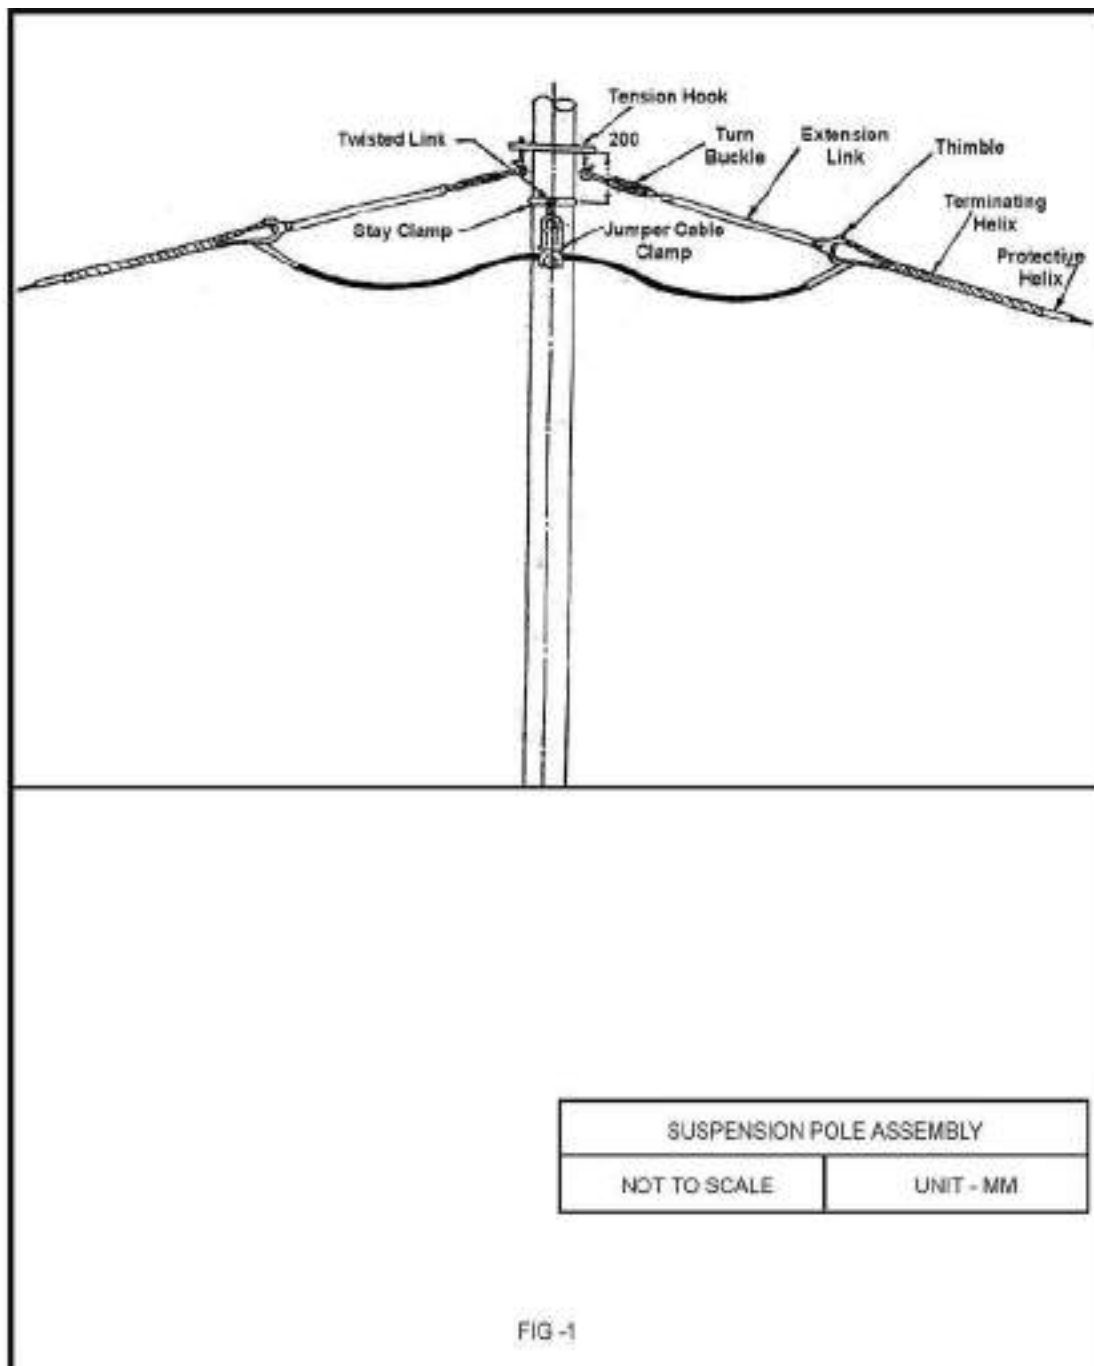 Tension Hook
Twisted Link
200
Turn
Buckle
Extension
Link
Thimble
Stay Clamp
Jumper Cable
Clamp
Terminating
Helix
Protective
Helix
SUSPENSION POLE ASSEMBLY
NOT TO SCALE
UNIT - MM
FIG -1